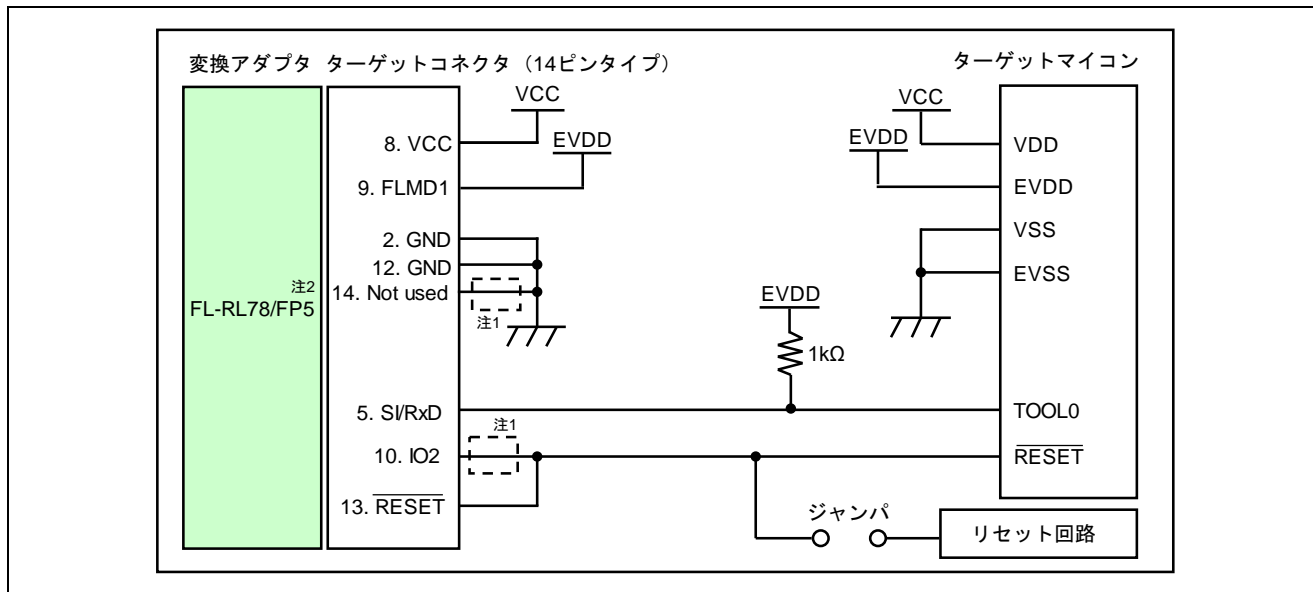 変換アダプタ ターゲットコネクタ（14ピンタイプ）
ターゲットマイコン
VCC
EVDD
8. VCC
9. FLMD1
2. GND
12. GND
14. Not used
注1
注2
FL-RL78/FP5
5. SI/RxD
注1
10. IO2
13. RESET
EVDD
1kΩ
VCC
EVDD
VDD
EVDD
VSS
EVSS
TOOL0
RESET
ジャンパ
リセット回路